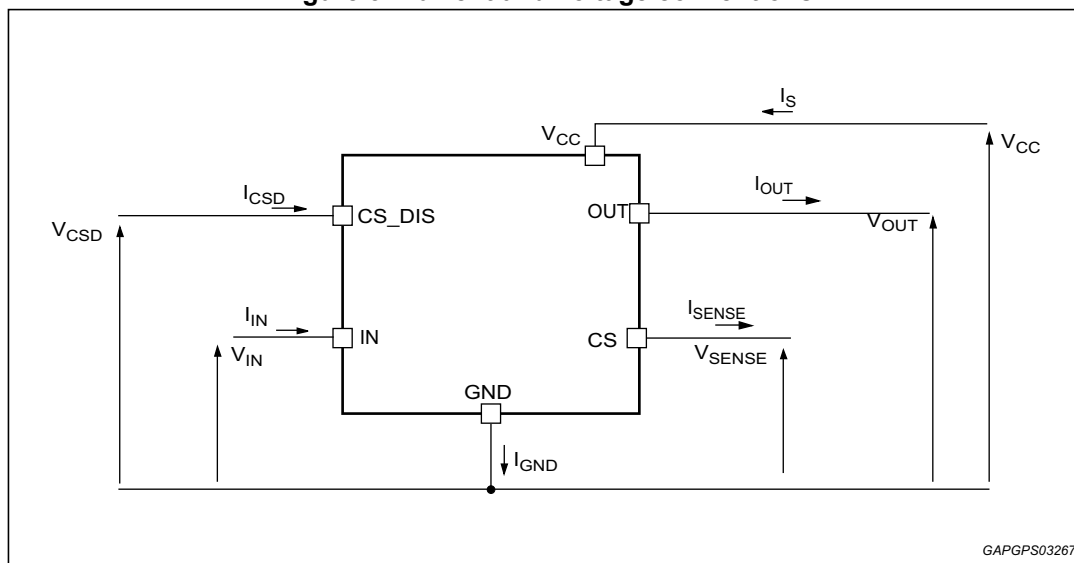 I_S
V_CC
V_CC
I_CSD
I_OUT
CS_DIS
OUT
V_CSD
V_OUT
I_IN
I_SENSE
IN
CS
V_IN
V_SENSE
GND
I_GND
GAPGPS03267